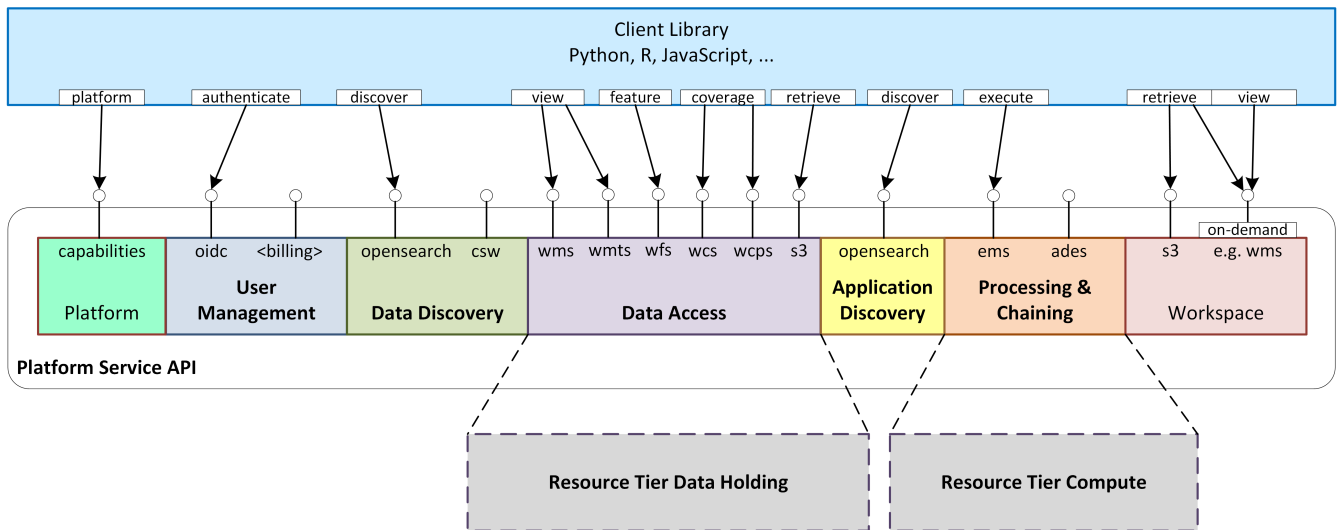 Client Library
Python, R, JavaScript, ...
platform authenticate discover view feature coverage retrieve discover execute retrieve view
on-demand
capabilities oidc <billing> opensearch csw wms wmts wfs wcs wcps s3 opensearch ems ades s3 e.g. wms
Platform
User
Management
Data Discovery
Data Access
Application
Discovery
Processing &
Chaining
Workspace
Platform Service API
Resource Tier Data Holding
Resource Tier Compute